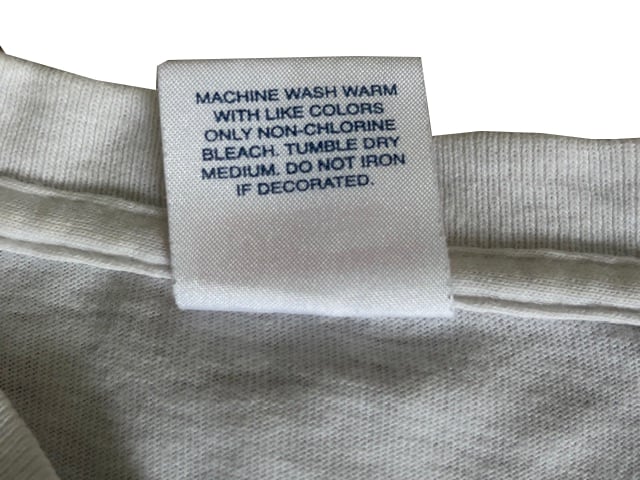 MACHINE WASH WARM
WITH LIKE COLORS
ONLY NON-CHLORINE
BLEACH. TUMBLE DRY
MEDIUM. DO NOT IRON
IF DECORATED.